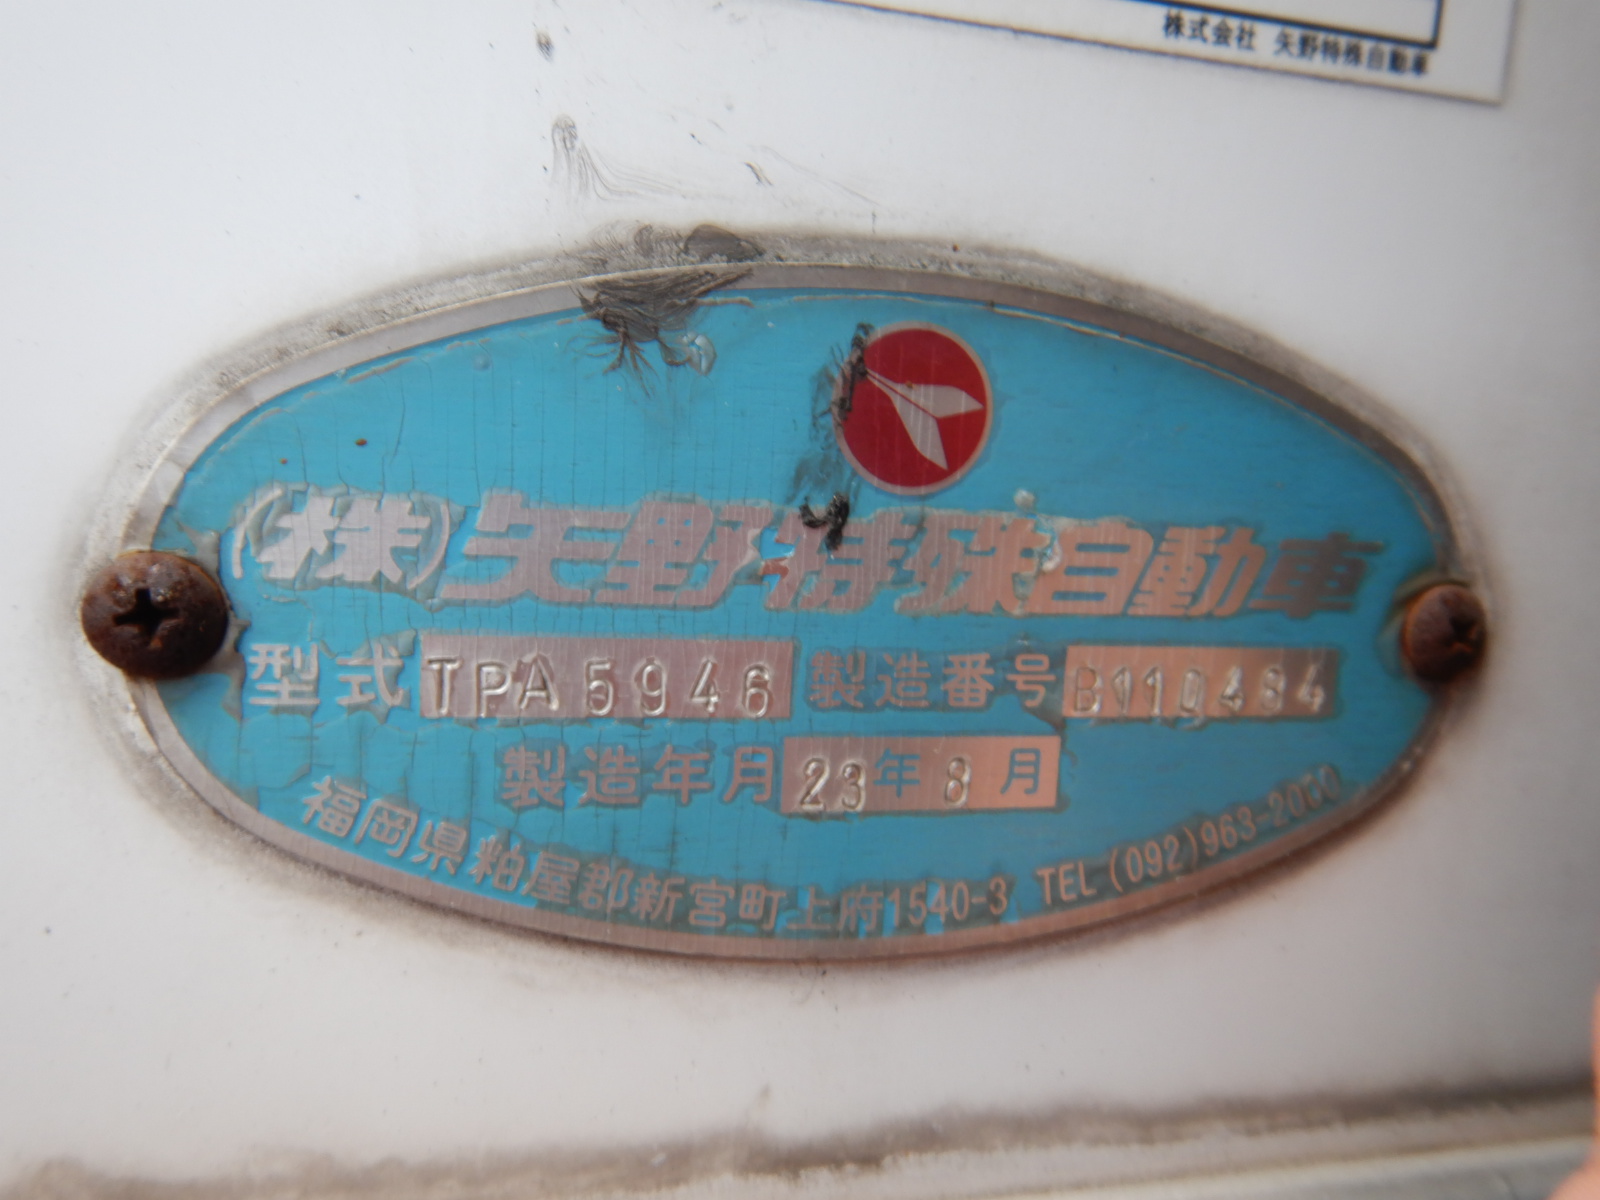 株式会社 矢野特殊自動車
(株)矢野特殊自動車
型式 TPA5946 製造番号 B110484
製造年月 23年 8月
福岡県粕屋郡新宮町上府1540-3 TEL (092)963-2000